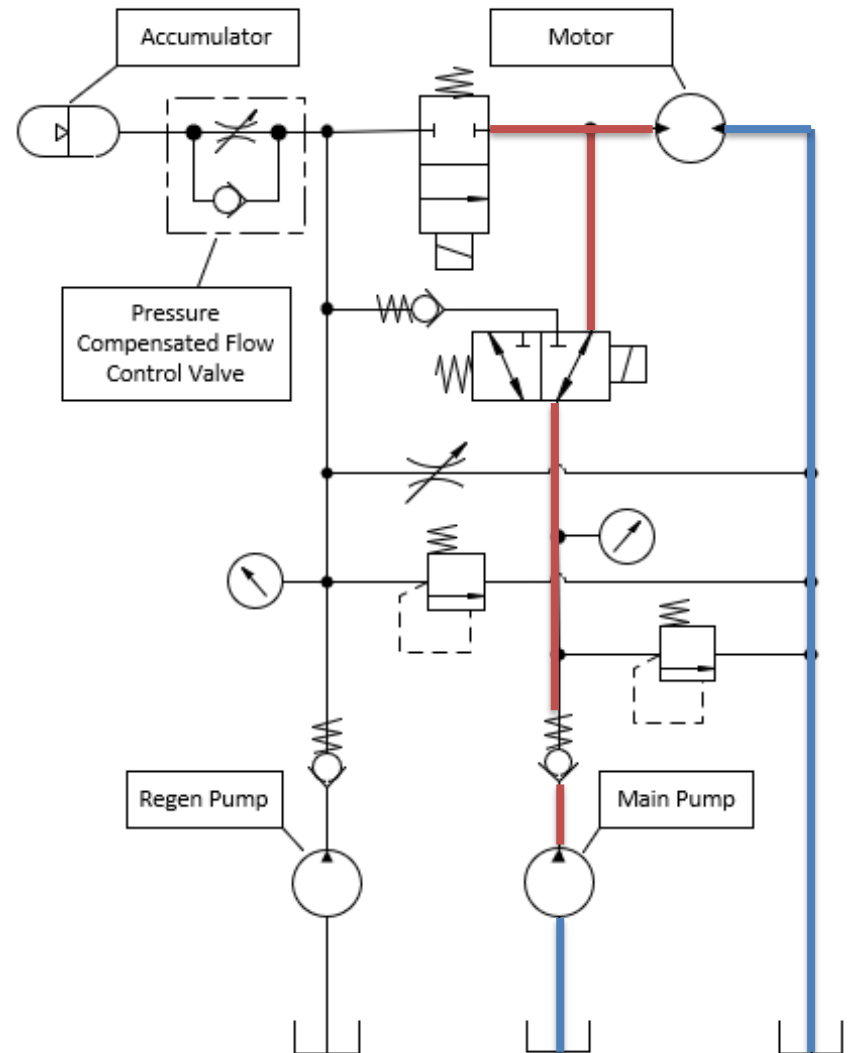 Accumulator
Motor
Pressure
Compensated Flow
Control Valve
Regen Pump
Main Pump